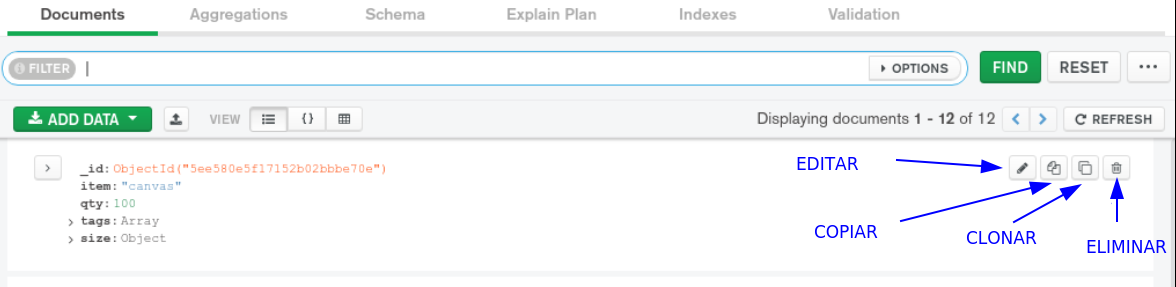 Documents Aggregations Schema Explain Plan Indexes Validation
FILTER OPTIONS FIND RESET ...
ADD DATA VIEW {} Displaying documents 1 - 12 of 12 < > REFRESH
_id: ObjectId("5ee580e5f17152b02bbbe70e")
item: "canvas"
qty: 100
> tags: Array
> size: Object
EDITAR
COPIAR
CLONAR
ELIMINAR